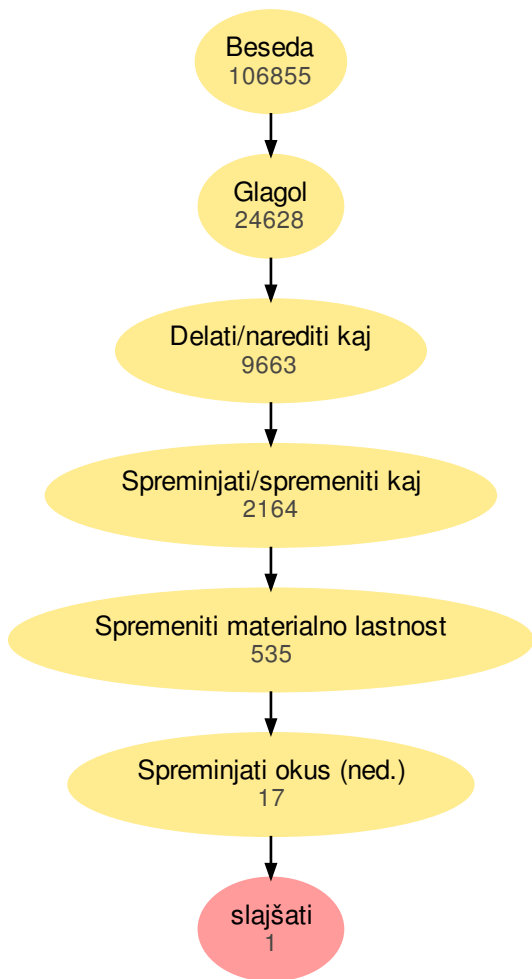 Beseda
106855
Glagol
24628
Delati/narediti kaj
9663
Spreminjati/spremeniti kaj
2164
Spremeniti materialno lastnost
535
Spreminjati okus (ned.)
17
slajšati
1